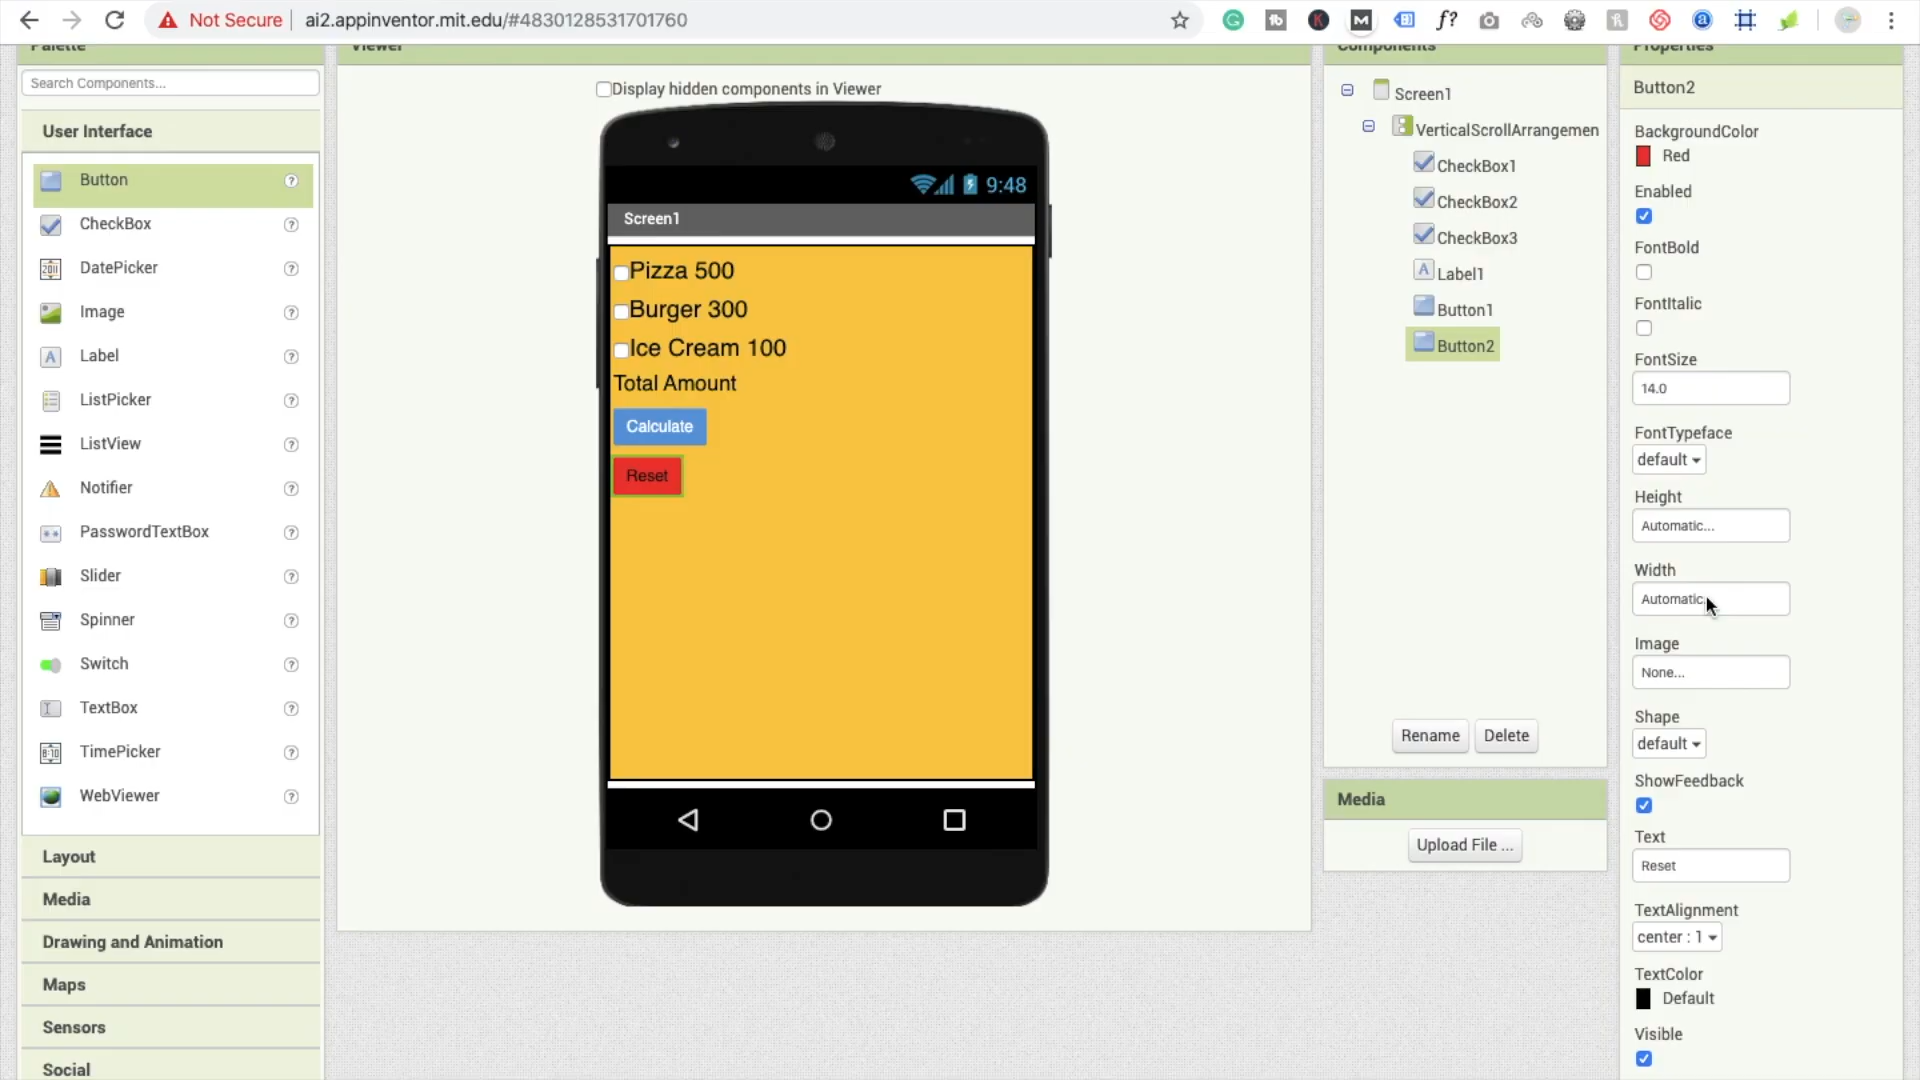 Not Secure
ai2.appinventor.mit.edu/#4830128531701760
Palette
Search Components...
User Interface
Button
CheckBox
DatePicker
Image
Label
ListPicker
ListView
Notifier
PasswordTextBox
Slider
Spinner
Switch
TextBox
TimePicker
WebViewer
Layout
Media
Drawing and Animation
Maps
Sensors
Social
Viewer
Display hidden components in Viewer
9:48
Screen1
Pizza 500
Burger 300
Ice Cream 100
Total Amount
Calculate
Reset
Components
Screen1
VerticalScrollArrangemen
CheckBox1
CheckBox2
CheckBox3
Label1
Button1
Button2
Rename
Delete
Media
Upload File ...
Properties
Button2
BackgroundColor
Red
Enabled
FontBold
FontItalic
FontSize
14.0
FontTypeface
default
Height
Automatic...
Width
Automatic
Image
None...
Shape
default
ShowFeedback
Text
Reset
TextAlignment
center : 1
TextColor
Default
Visible